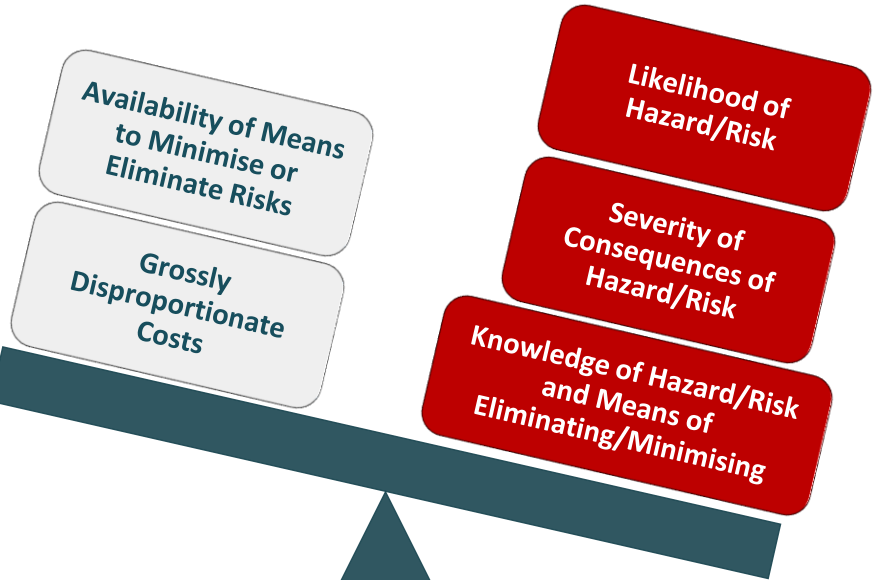 Availability of Means
to Minimise or
Eliminate Risks
Grossly
Disproportionate
Costs
Likelihood of
Hazard/Risk
Severity of
Consequences of
Hazard/Risk
Knowledge of Hazard/Risk
and Means of
Eliminating/Minimising